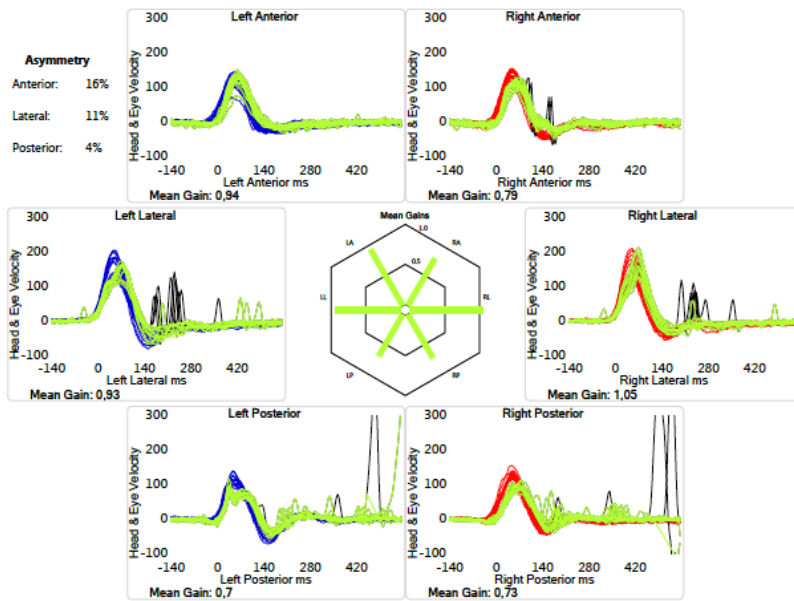 Asymmetry
Anterior: 16%
Lateral: 11%
Posterior: 4%
Left Anterior
Head & Eye Velocity
300
200
100
0
-100
-140 0 140 280 420
Left Anterior ms
Mean Gain: 0,94
Right Anterior
Head & Eye Velocity
300
200
100
0
-100
-140 0 140 280 420
Right Anterior ms
Mean Gain: 0,79
Left Lateral
Head & Eye Velocity
300
200
100
0
-100
-140 0 140 280 420
Left Lateral ms
Mean Gain: 0,93
Mean Gains
1.0
LA RA
0.5
LL RL
LP RP
Right Lateral
Head & Eye Velocity
300
200
100
0
-100
-140 0 140 280 420
Right Lateral ms
Mean Gain: 1,05
Left Posterior
Head & Eye Velocity
300
200
100
0
-100
-140 0 140 280 420
Left Posterior ms
Mean Gain: 0,7
Right Posterior
Head & Eye Velocity
300
200
100
0
-100
-140 0 140 280 420
Right Posterior ms
Mean Gain: 0,73